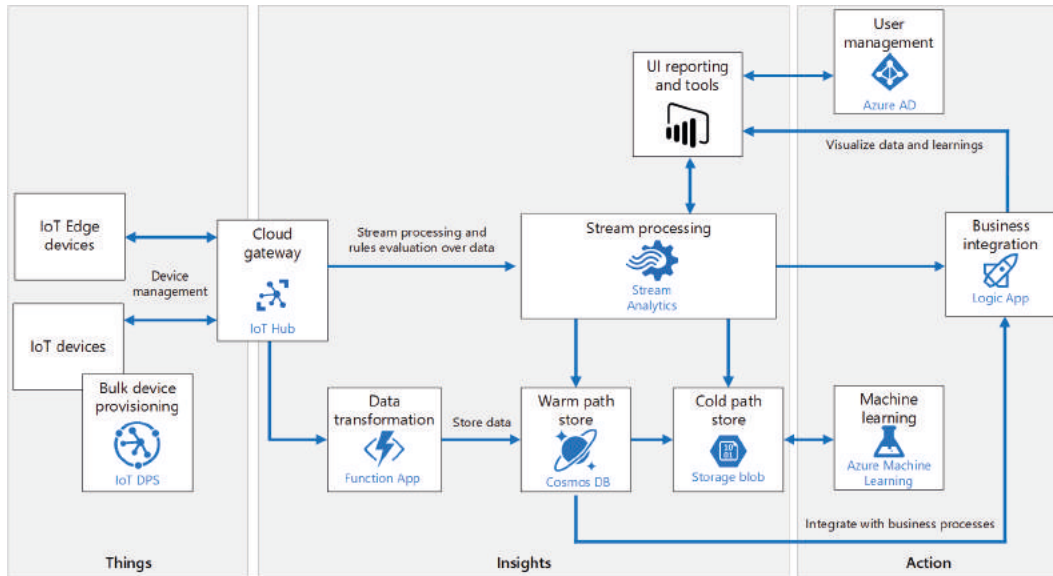 User
management
Azure AD
UI reporting
and tools
Visualize data and learnings
IoT Edge
devices
Cloud
gateway
IoT Hub
Stream processing and
rules evaluation over data
Stream processing
Stream
Analytics
Business
integration
Logic App
Device
management
IoT devices
Bulk device
provisioning
IoT DPS
Data
transformation
Function App
Store data
Warm path
store
Cosmos DB
Cold path
store
10
01
Storage blob
Machine
learning
Azure Machine
Learning
Integrate with business processes
Things
Insights
Action